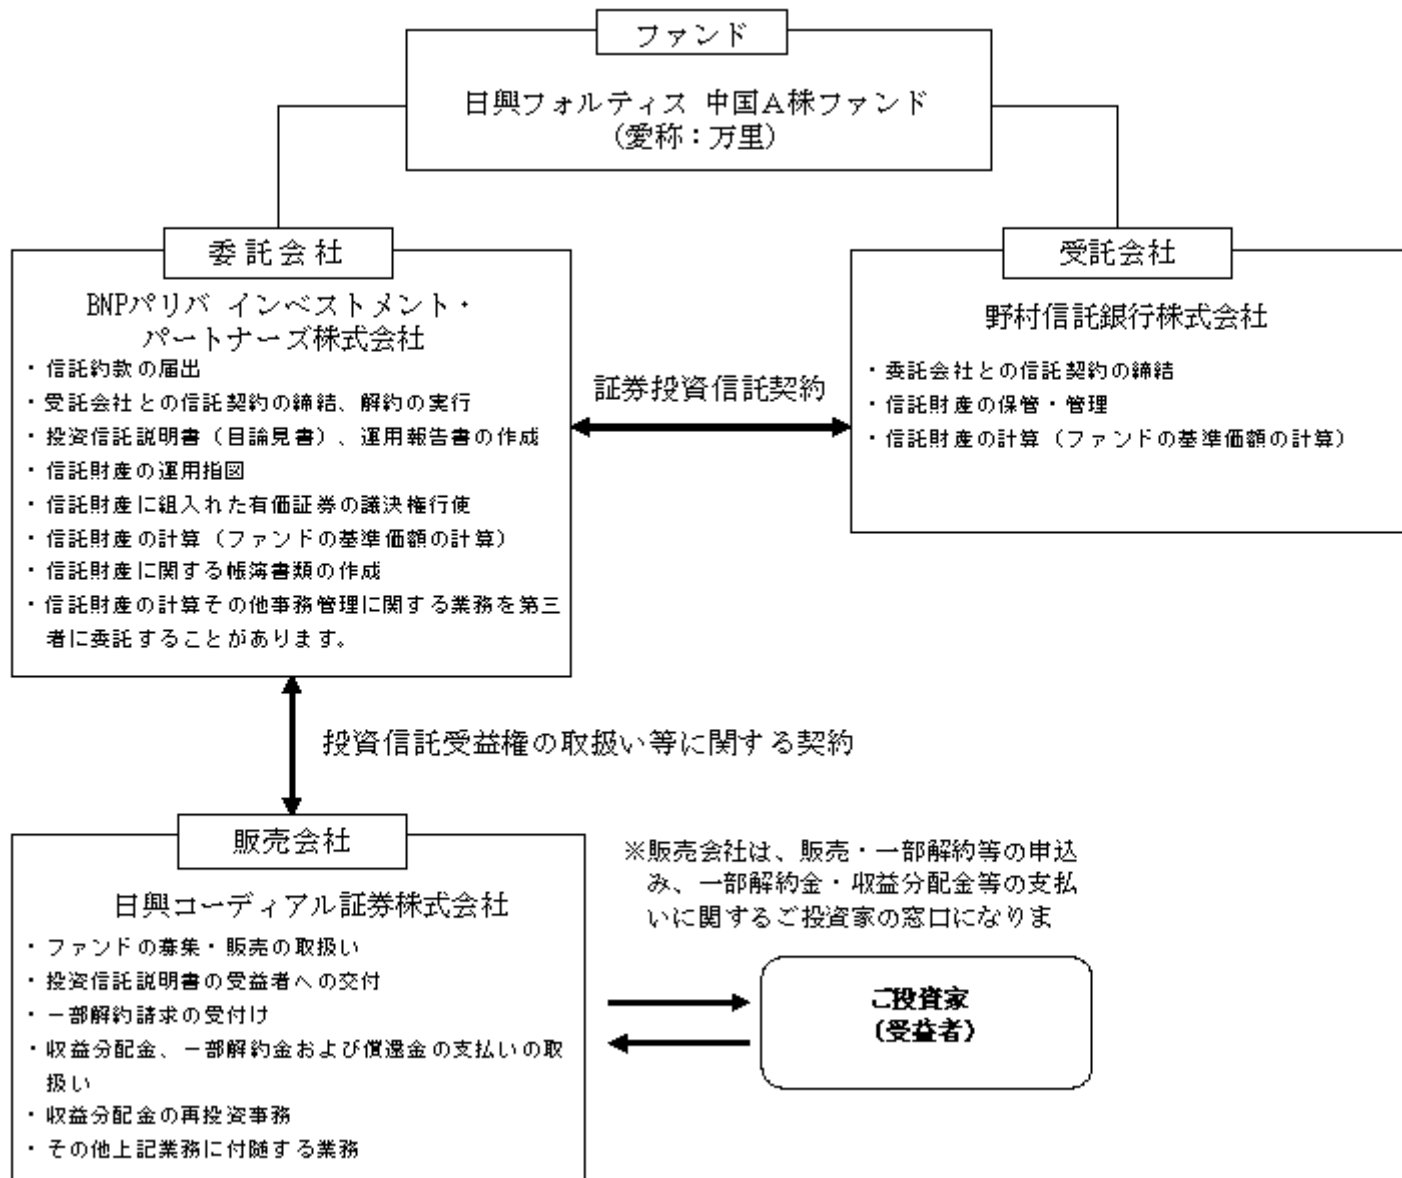 ファンド
日興フォルティス 中国A株ファンド
(愛称：万里)
委託会社
BNPパリバ インベストメント・
パートナーズ株式会社
・信託約款の届出
・受託会社との信託契約の締結、解約の実行
・投資信託説明書（目論見書）、運用報告書の作成
・信託財産の運用指図
・信託財産に組入れた有価証券の議決権行使
・信託財産の計算（ファンドの基準価額の計算）
・信託財産に関する帳簿書類の作成
・信託財産の計算その他事務管理に関する業務を第三
者に委託することがあります。
証券投資信託契約
受託会社
野村信託銀行株式会社
・委託会社との信託契約の締結
・信託財産の保管・管理
・信託財産の計算（ファンドの基準価額の計算）
投資信託受益権の取扱い等に関する契約
販売会社
日興コーディアル証券株式会社
・ファンドの募集・販売の取扱い
・投資信託説明書の受益者への交付
・一部解約請求の受付け
・収益分配金、一部解約金および償還金の支払いの取
扱い
・収益分配金の再投資事務
・その他上記業務に付随する業務
※販売会社は、販売・一部解約等の申込
み、一部解約金・収益分配金等の支払
いに関するご投資家の窓口になりま
ご投資家
(受益者)